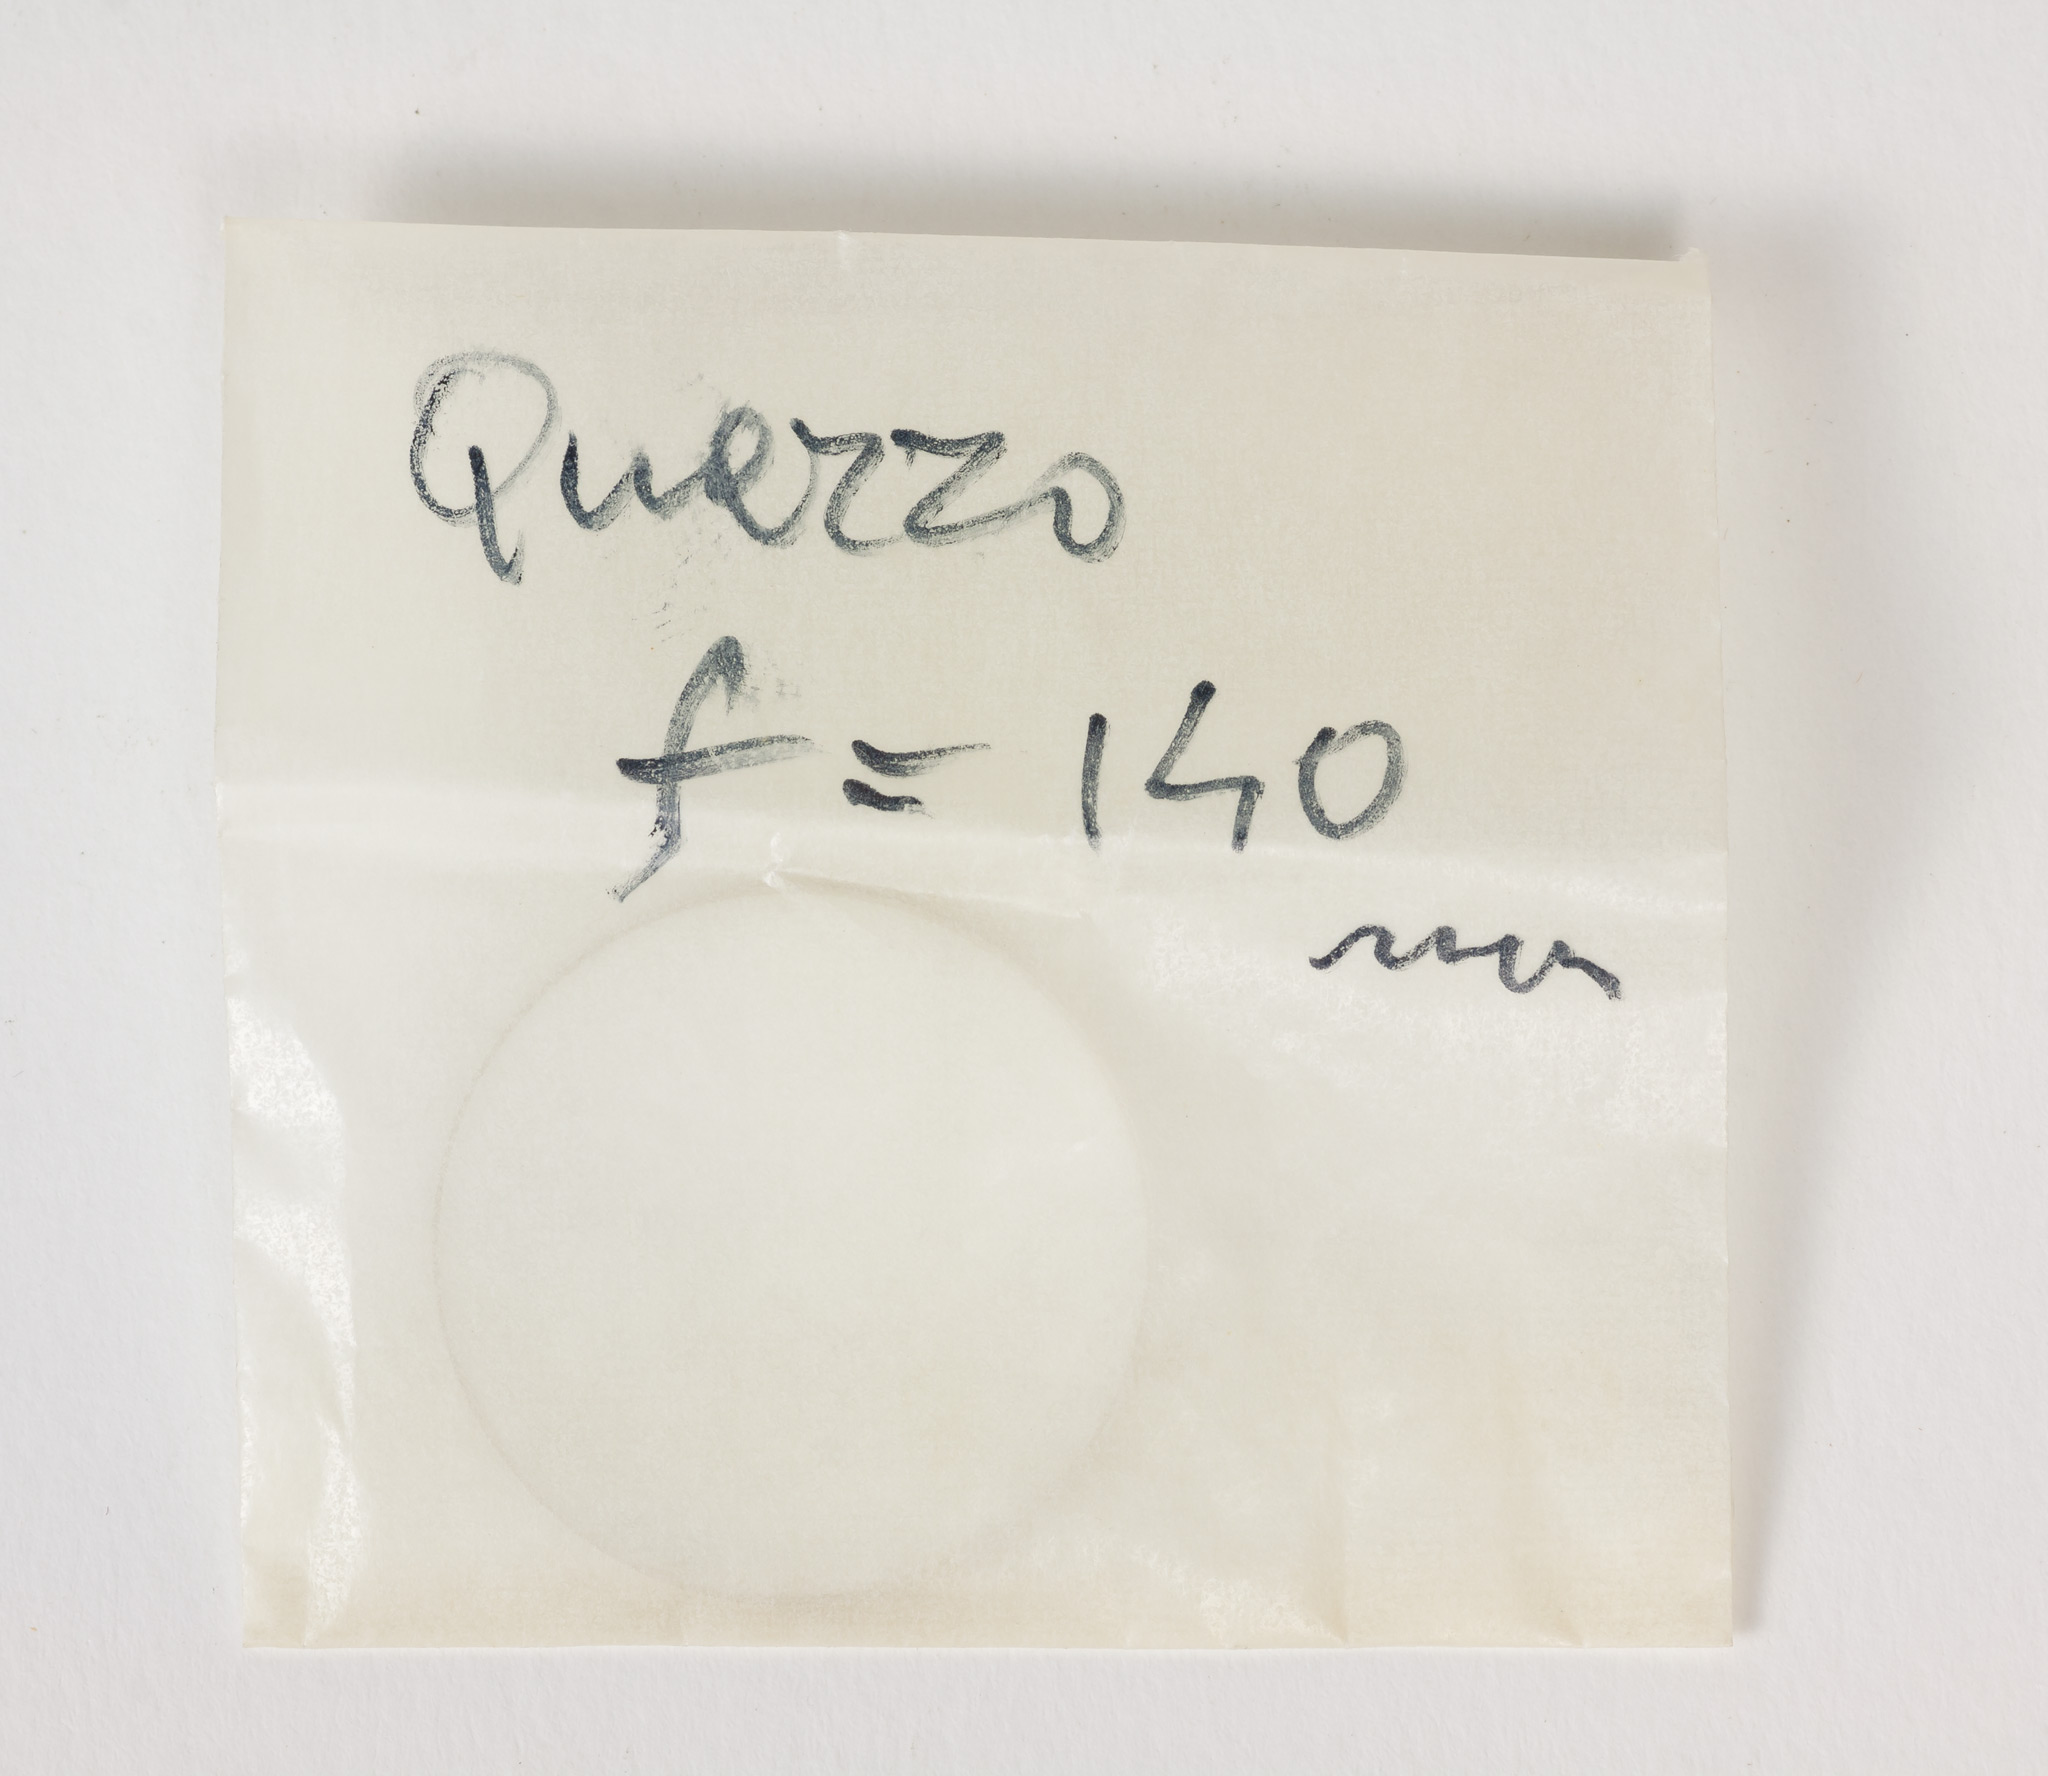 Quarzo
f = 140
mm